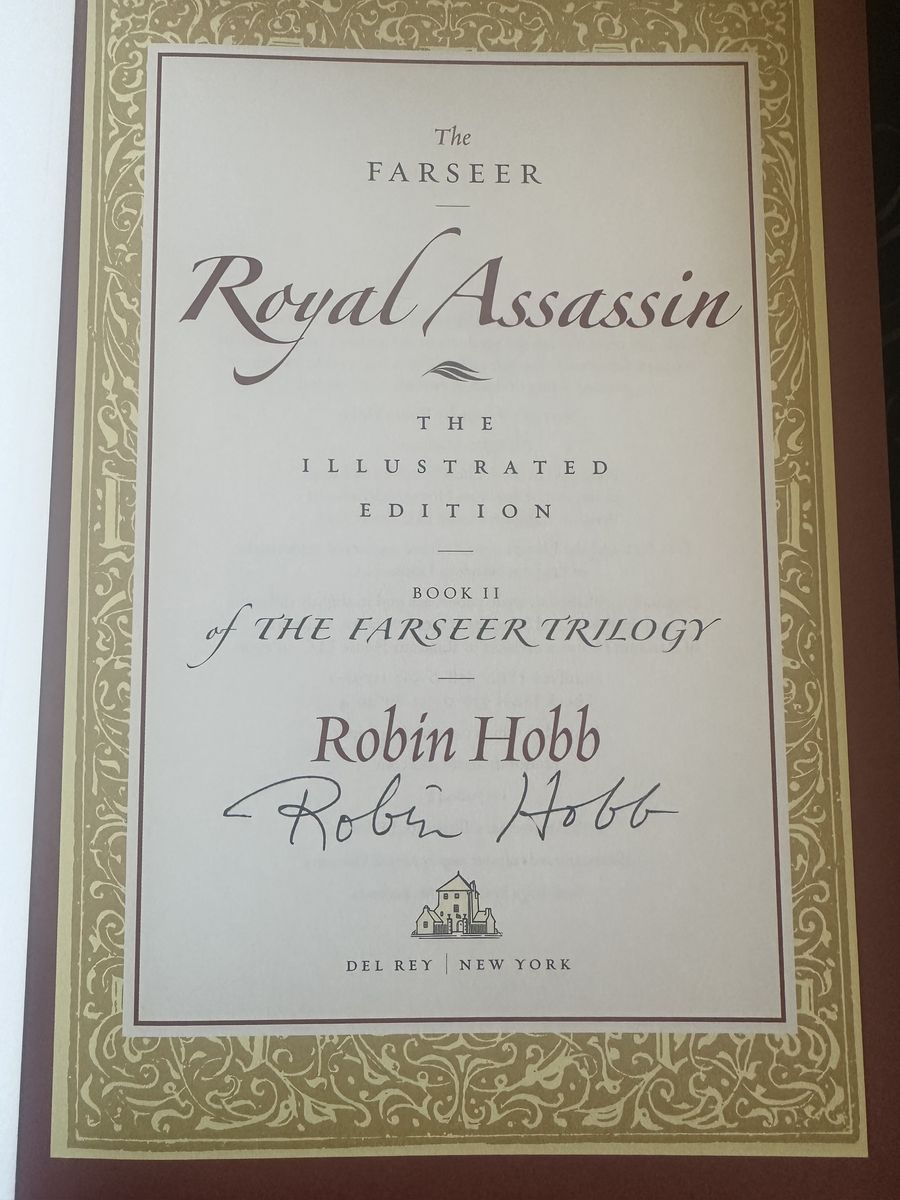 The
FARSEER
Royal Assassin
THE
ILLUSTRATED
EDITION
BOOK II
of THE FARSEER TRILOGY
Robin Hobb
Robin Hobb
DEL REY | NEW YORK